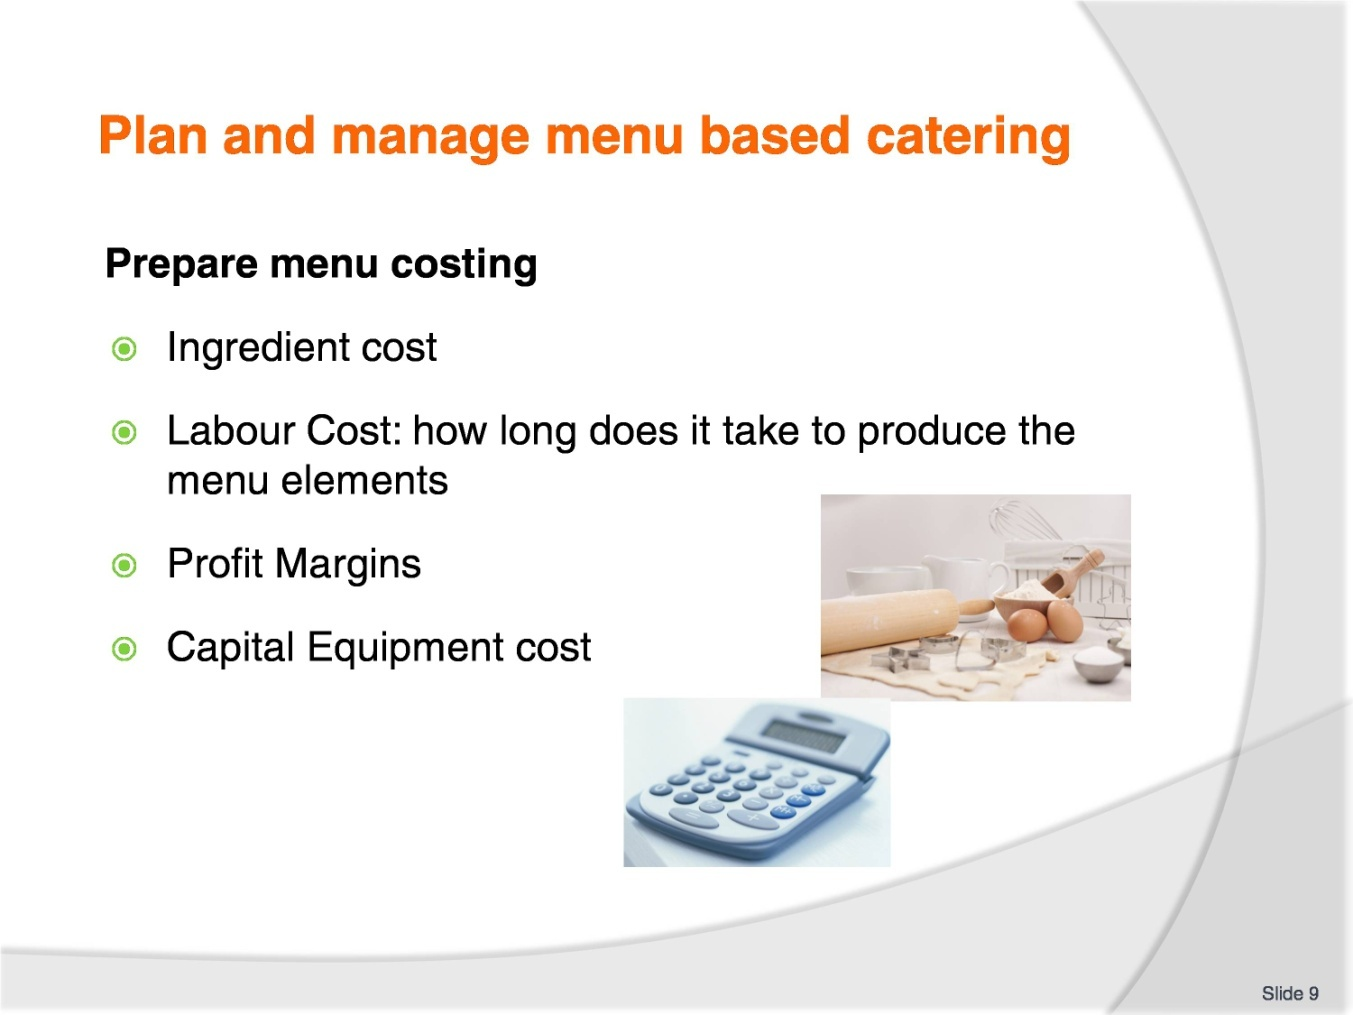 Plan and manage menu based catering
Prepare menu costing
Ingredient cost
Labour Cost: how long does it take to produce the
menu elements
Profit Margins
Capital Equipment cost
Slide 9